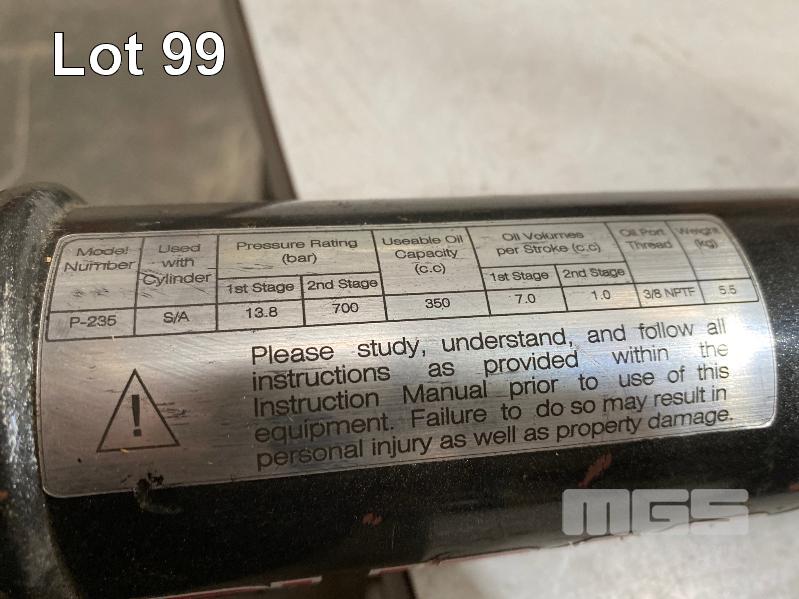 Lot 99
Model Number
Used with Cylinder
Pressure Rating (bar)
Useable Oil Capacity (c.c)
Oil Volumes per Stroke (c.c)
Oil Port Thread
Weight (kg)
1st Stage
2nd Stage
1st Stage
2nd Stage
P-235
S/A
13.8
700
350
7.0
1.0
3/8 NPTF
5.5
Please study, understand, and follow all
instructions as provided within the
Instruction Manual prior to use of this
equipment. Failure to do so may result in
personal injury as well as property damage.
!
MGS